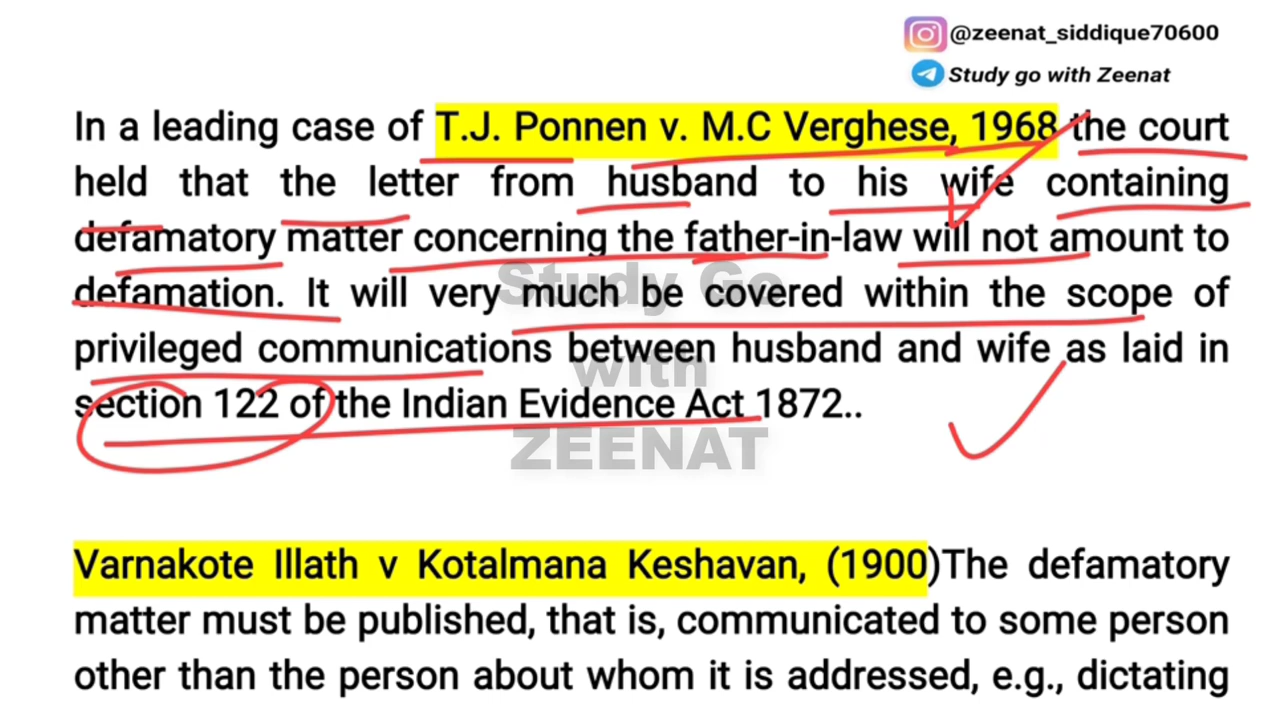 @zeenat_siddique70600
Study go with Zeenat
In a leading case of T.J. Ponnen v. M.C Verghese, 1968 the court
held that the letter from husband to his wife containing
defamatory matter concerning the father-in-law will not amount to
defamation. It will very much be covered within the scope of
privileged communications between husband and wife as laid in
section 122 of the Indian Evidence Act 1872..
Study Go
with
ZEENAT
Varnakote Illath v Kotalmana Keshavan, (1900)The defamatory
matter must be published, that is, communicated to some person
other than the person about whom it is addressed, e.g., dictating